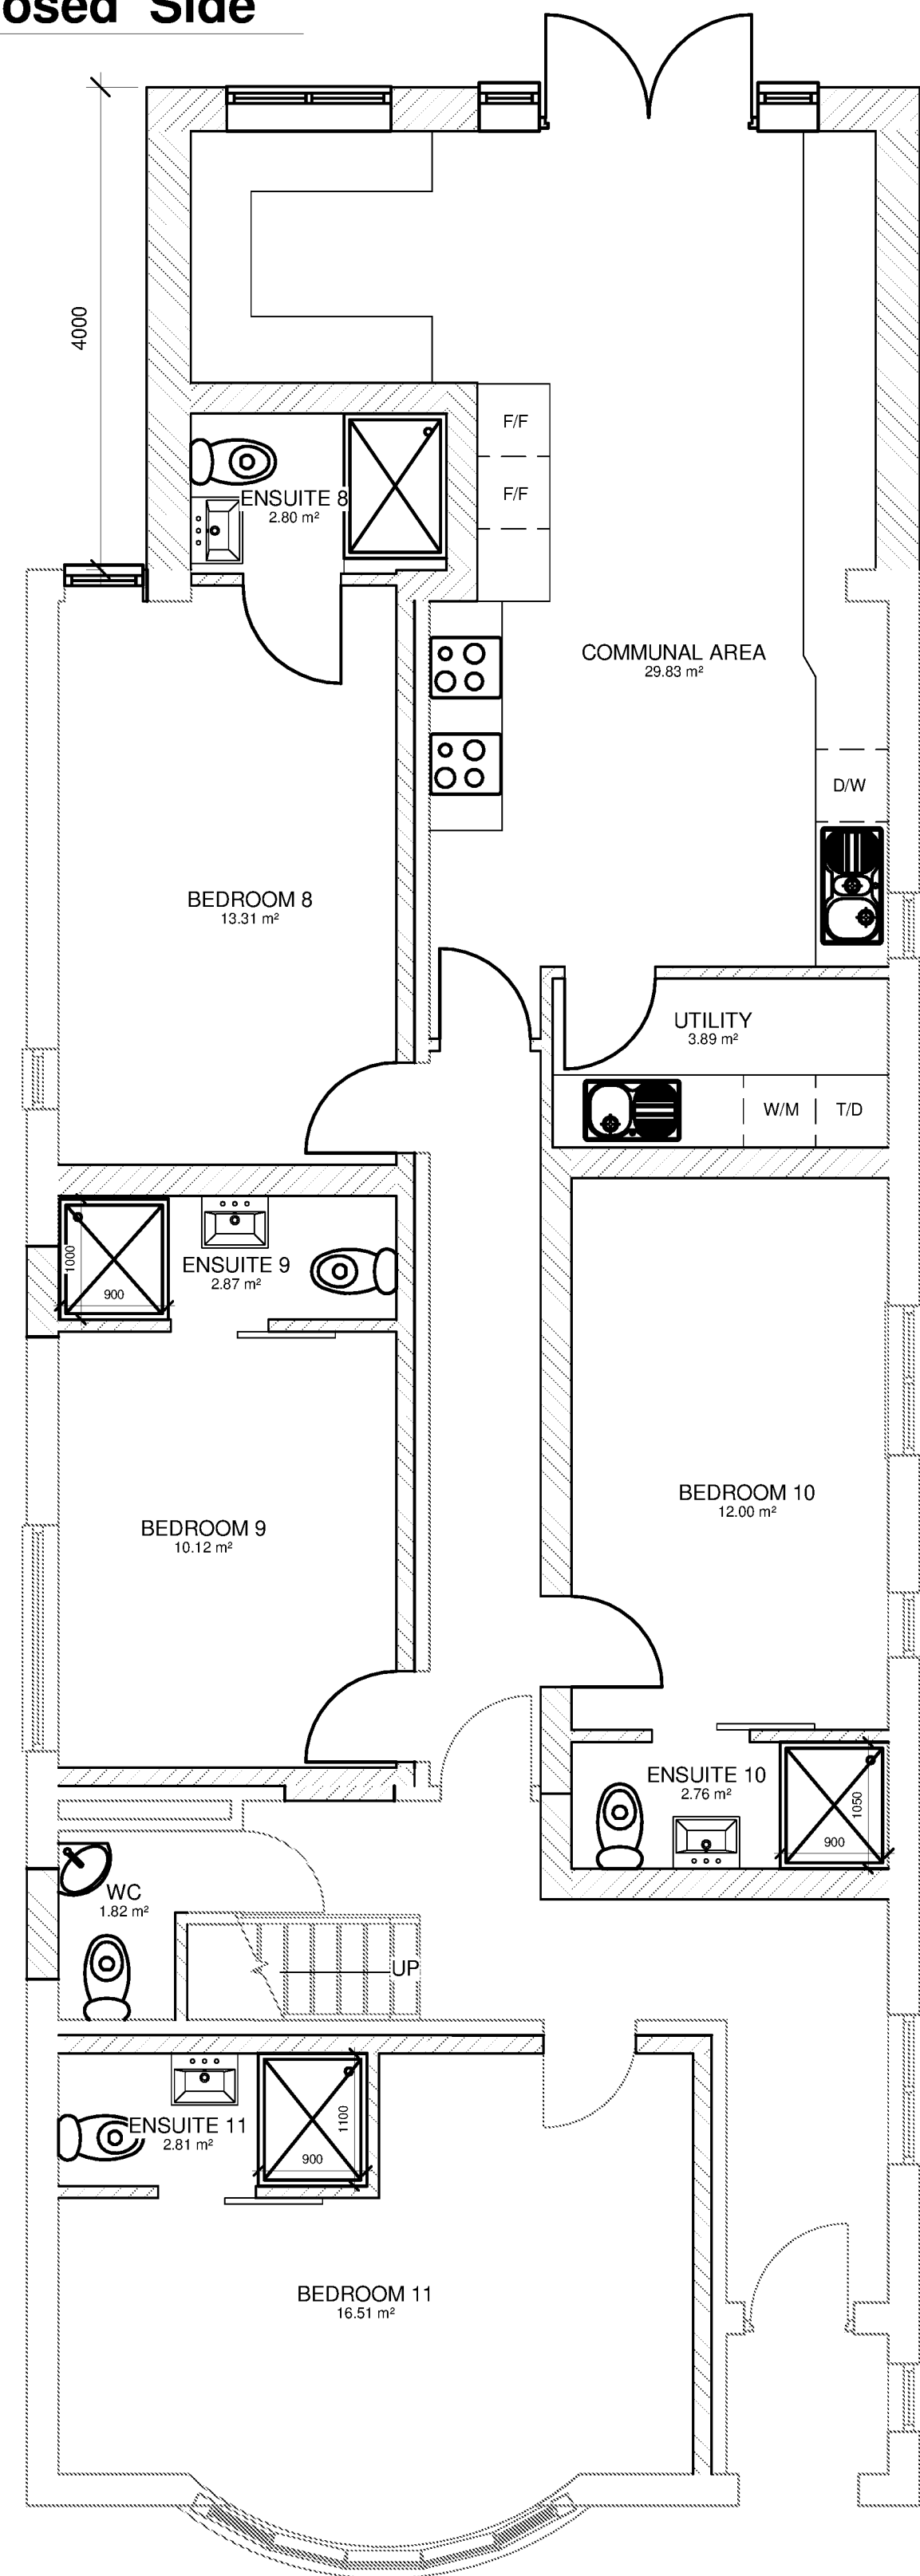 Side
4000
F/F
F/F
ENSUITE 8
2.80 m²
COMMUNAL AREA
29.83 m²
D/W
BEDROOM 8
13.31 m²
UTILITY
3.89 m²
W/M
T/D
1000
900
ENSUITE 9
2.87 m²
BEDROOM 10
12.00 m²
BEDROOM 9
10.12 m²
ENSUITE 10
2.76 m²
1050
900
WC
1.82 m²
UP
ENSUITE 11
2.81 m²
1100
900
BEDROOM 11
16.51 m²